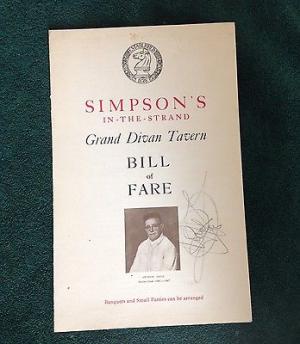 SIMPSON'S
IN-THE-STRAND
Grand Divan Tavern
BILL
of
FARE
Banquets and Small Parties can be arranged